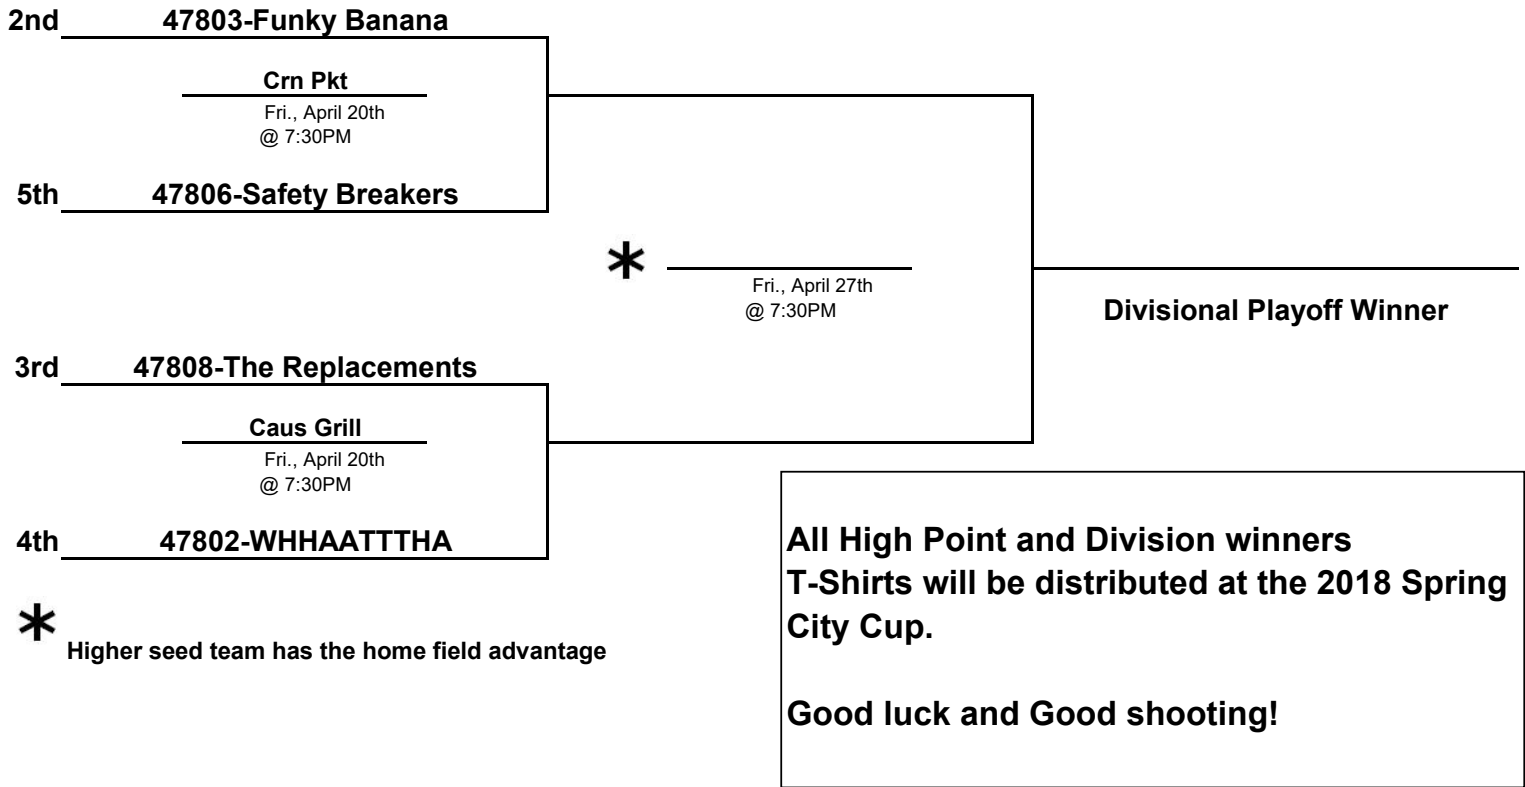 2nd 47803-Funky Banana
Crn Pkt
Fri., April 20th
@ 7:30PM
5th 47806-Safety Breakers
* Fri., April 27th
@ 7:30PM
Divisional Playoff Winner
3rd 47808-The Replacements
Caus Grill
Fri., April 20th
@ 7:30PM
4th 47802-WHHAATTTHA
* Higher seed team has the home field advantage
All High Point and Division winners
T-Shirts will be distributed at the 2018 Spring
City Cup.
Good luck and Good shooting!